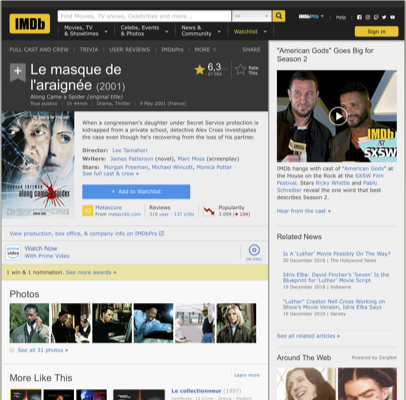 IMDb
Find Movies, TV shows, Celebrities and more...
All
IMDbPro
Help
Movies, TV
& Showtimes
Celebs, Events
& Photos
News &
Community
Watchlist
Sign in
FULL CAST AND CREW | TRIVIA | USER REVIEWS | IMDbPro | MORE
SHARE
Le masque de
l'araignée (2001)
Along Came a Spider (original title)
Tous publics | 1h 44min | Drama, Thriller | 9 May 2001 (France)
6,3
Rate
This
along came a spider
When a congressman's daughter under Secret Service protection is
kidnapped from a private school, detective Alex Cross investigates
the case even though he's recovering from the loss of his partner.
Director: Lee Tamahori
Writers: James Patterson (novel), Marc Moss (screenplay)
Stars: Morgan Freeman, Michael Wincott, Monica Potter
See full cast & crew »
+ Add to Watchlist
Metascore
From metacritic.com
Reviews
318 user | 137 critic
Popularity
View production, box office, & company info on IMDbPro
prime video
Watch Now
With Prime Video
ON DISC
1 win & 1 nomination. See more awards »
Photos
See all 31 photos »
More Like This
Learn more
Le collectionneur (1997)
"American Gods" Goes Big for
Season 2
IMDb
at
SXSW
IMDb hangs with cast of "American Gods" at
the House on the Rock at the SXSW Film
Festival. Stars Ricky Whittle and Pablo
Schreiber reveal the one word that best
describes Season 2.
Hear from the cast »
Related News
Is A 'Luther' Movie Possibility On The Way?
20 December 2018 | The Hollywood News
Idris Elba: David Fincher's 'Seven' Is the
Blueprint for 'Luther' Movie Script
19 December 2018 | Indiewire
"Luther" Creator Neil Cross Working on
Show's Movie Version, Idris Elba Says
19 December 2018 | Variety
See all related articles »
Around The Web
Powered by ZergNet